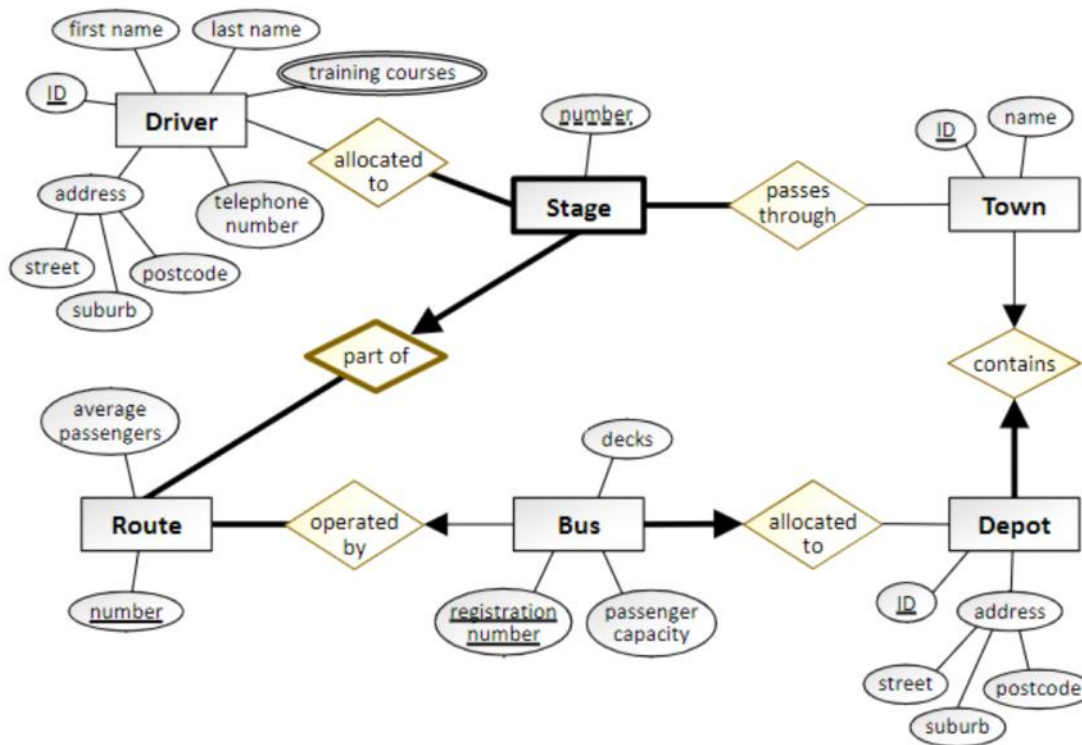 first name
last name
training courses
ID
Driver
number
ID
name
allocated
to
address
telephone
number
Stage
passes
through
Town
street
postcode
suburb
part of
contains
average
passengers
decks
Route
operated
by
Bus
allocated
to
Depot
number
registration
number
passenger
capacity
ID
address
street
postcode
suburb